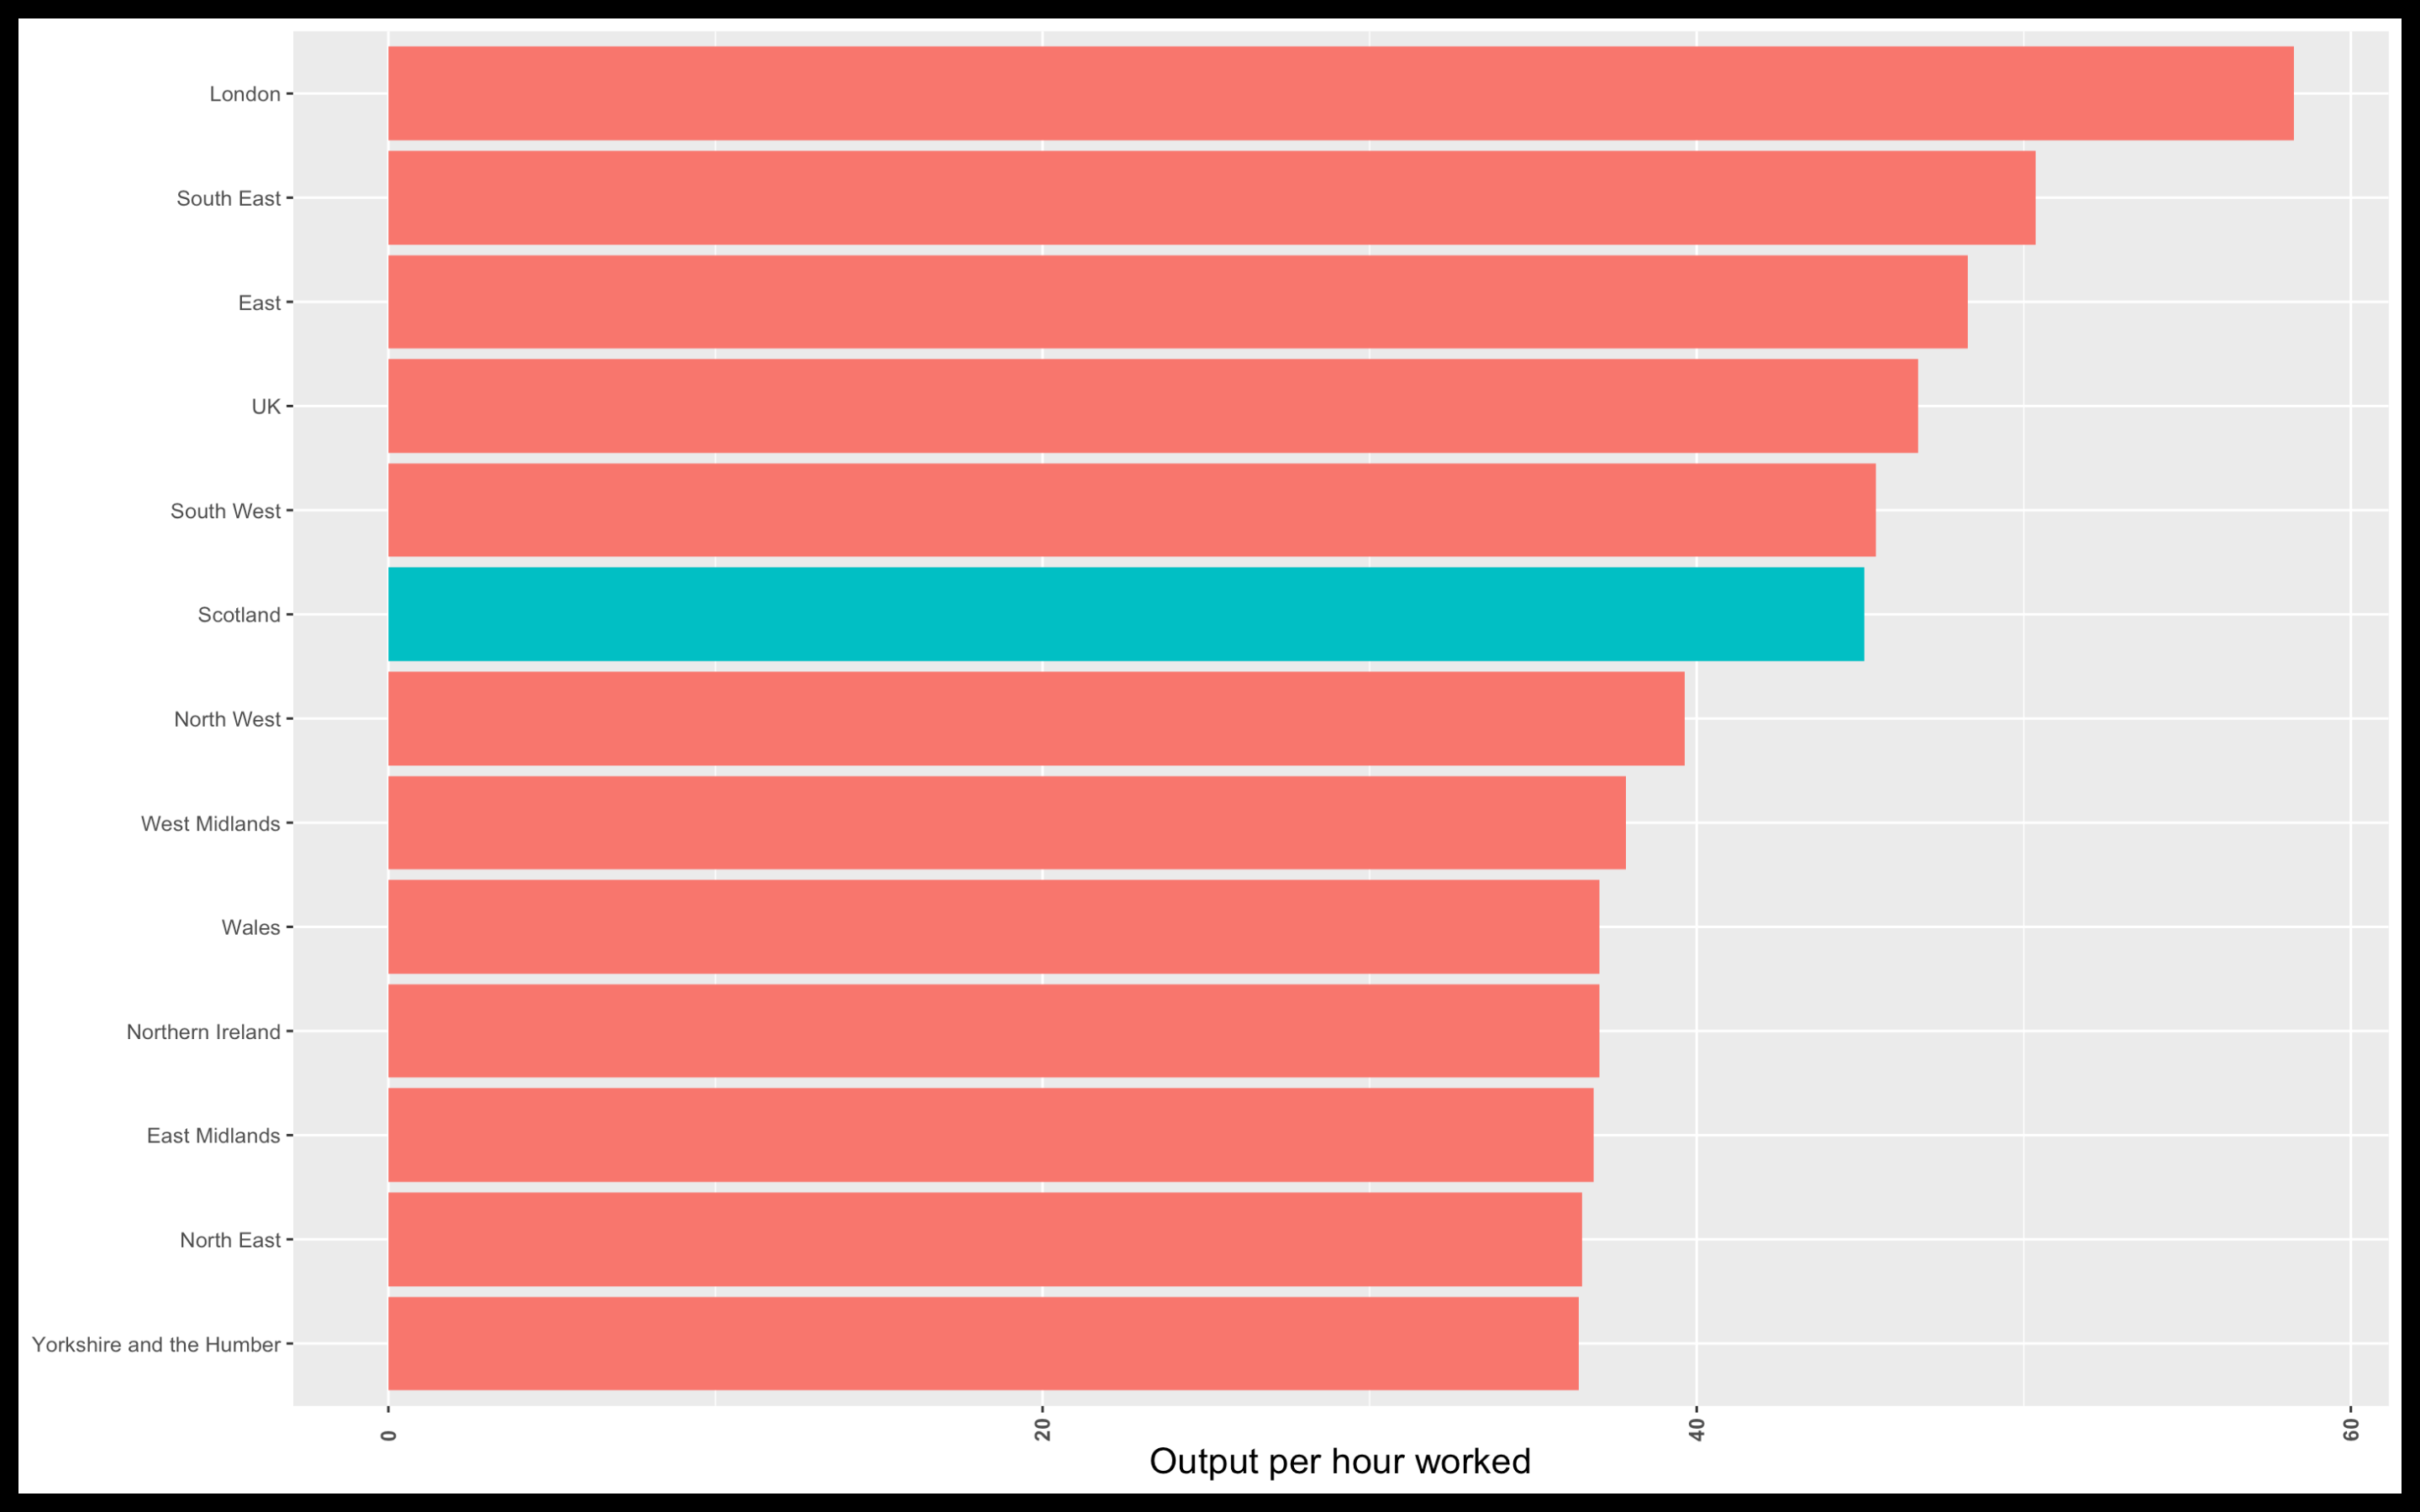 London
South East
East
UK
South West
Scotland
North West
West Midlands
Wales
Northern Ireland
East Midlands
North East
Yorkshire and the Humber
0
20
40
60
Output per hour worked